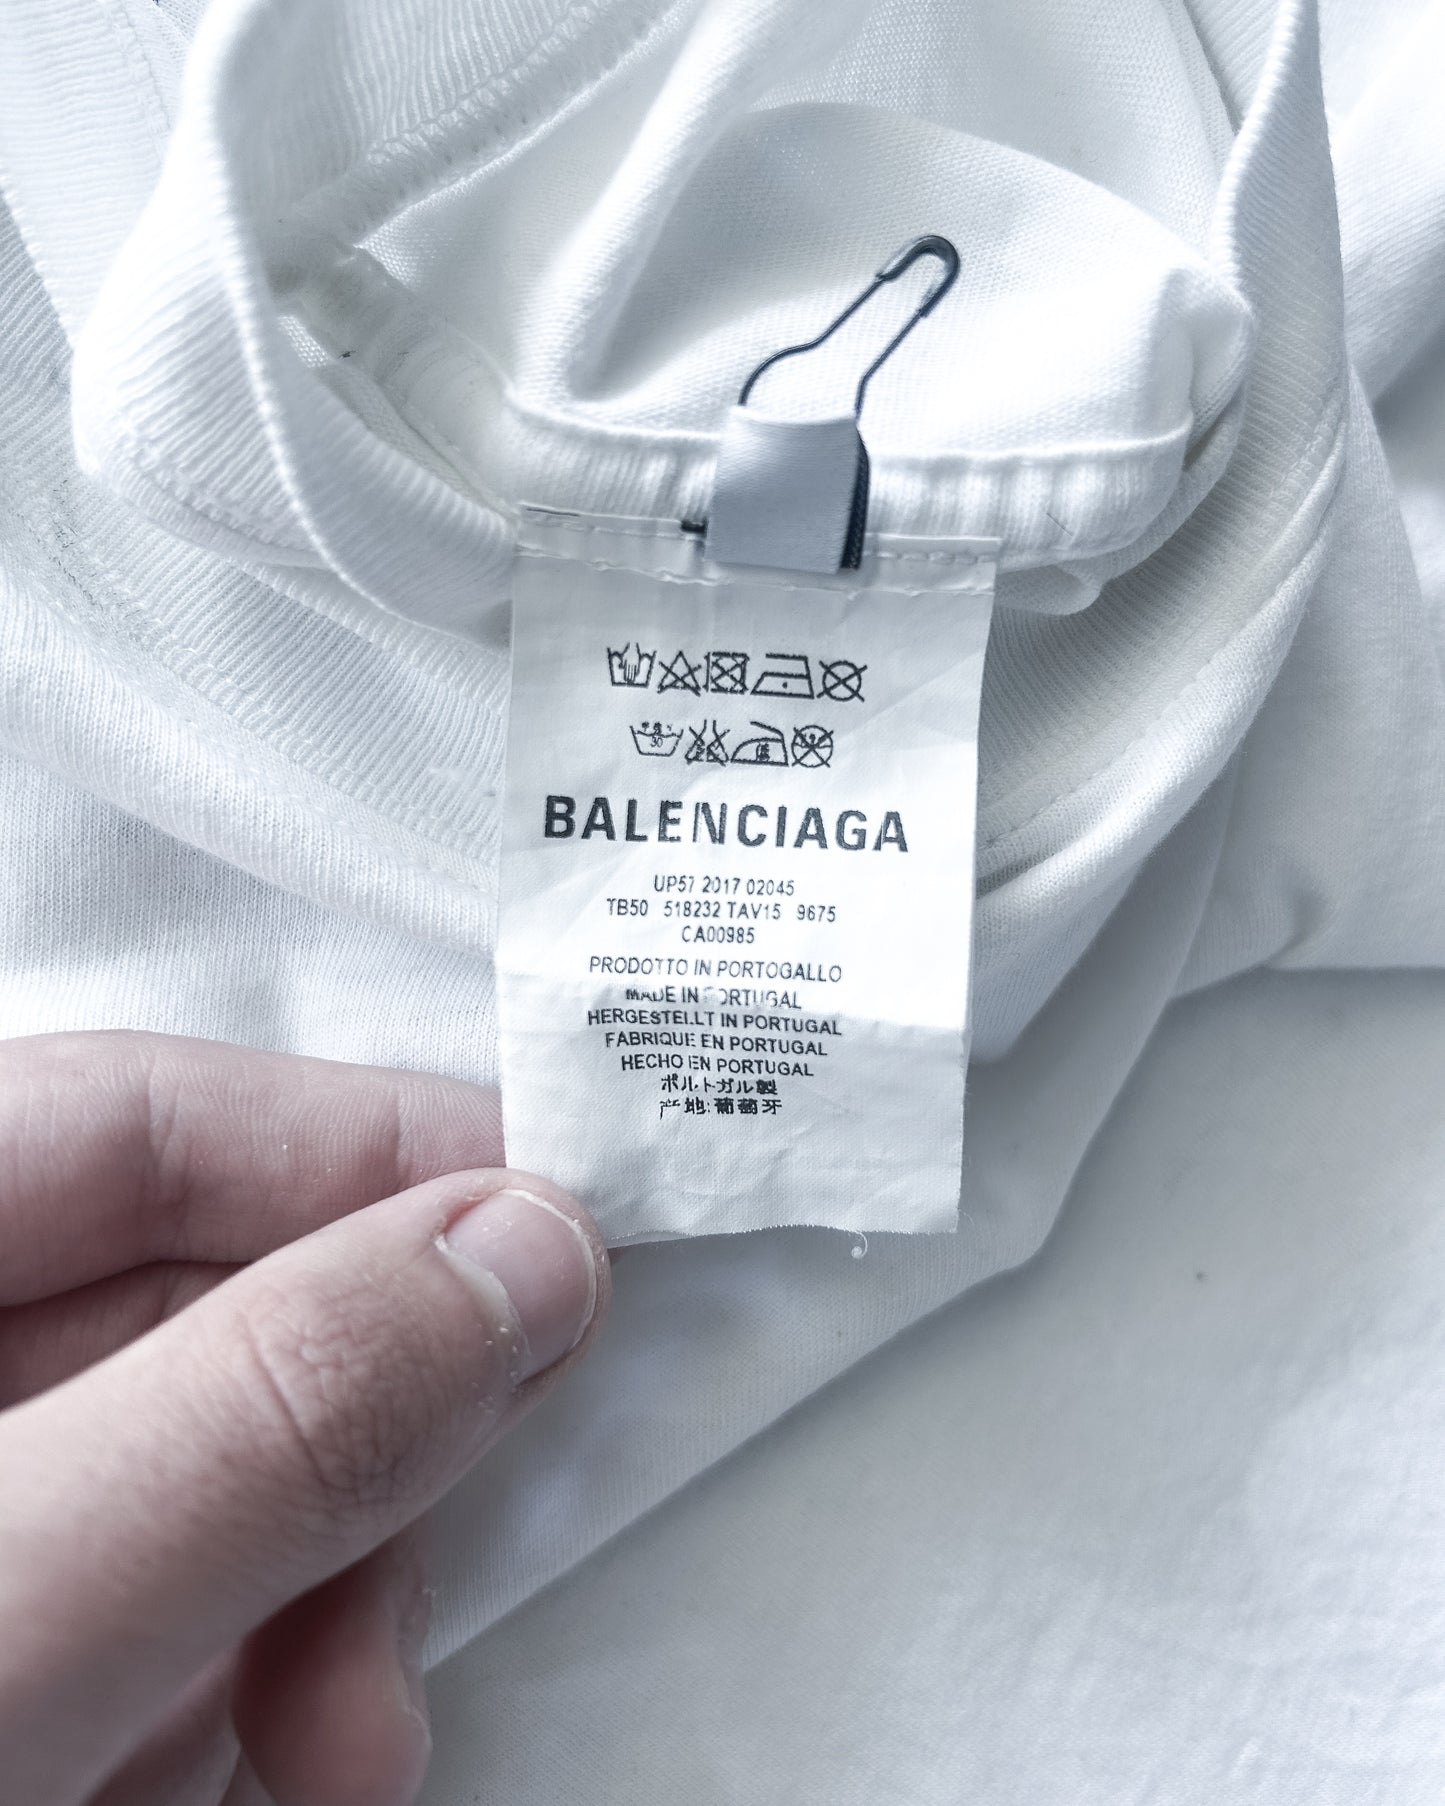 30
BALENCIAGA
UP57 2017 02045
TB50 518232 TAV15 9675
CA00985
PRODOTTO IN PORTOGALLO
MADE IN PORTUGAL
HERGESTELLT IN PORTUGAL
FABRIQUE EN PORTUGAL
HECHO EN PORTUGAL
ポルトガル製
产地:葡萄牙